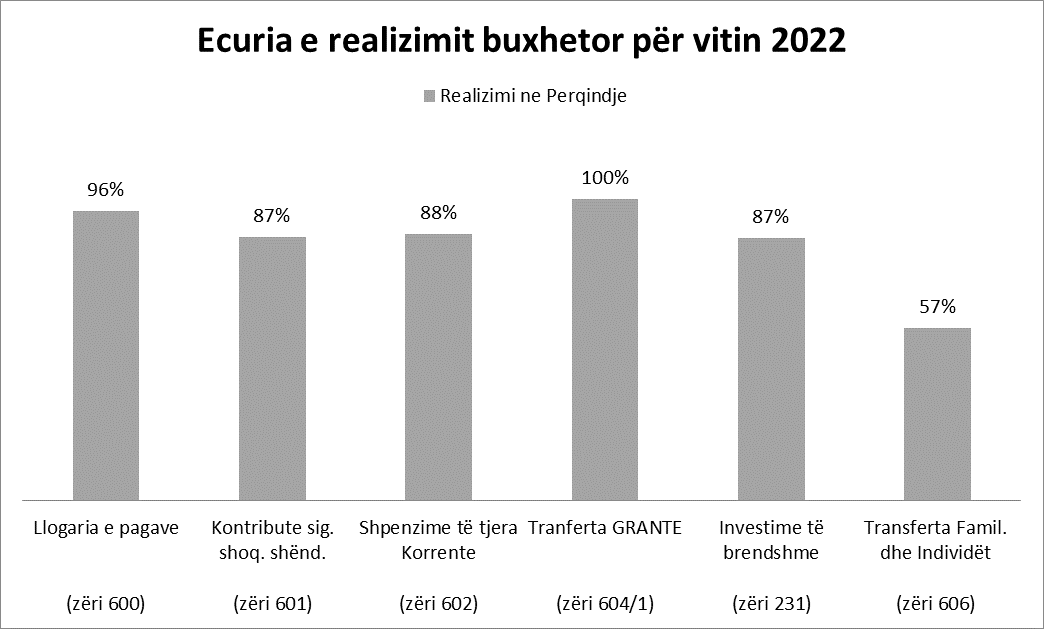 Ecuria e realizimit buxhetor për vitin 2022
Realizimi ne Perqindje
96%
87%
88%
100%
87%
57%
Llogaria e pagave
(zëri 600)
Kontribute sig.
shoq. shënd.
(zëri 601)
Shpenzime të tjera
Korrente
(zëri 602)
Tranferta GRANTE
(zëri 604/1)
Investime të
brendshme
(zëri 231)
Transferta Famil.
dhe Individët
(zëri 606)